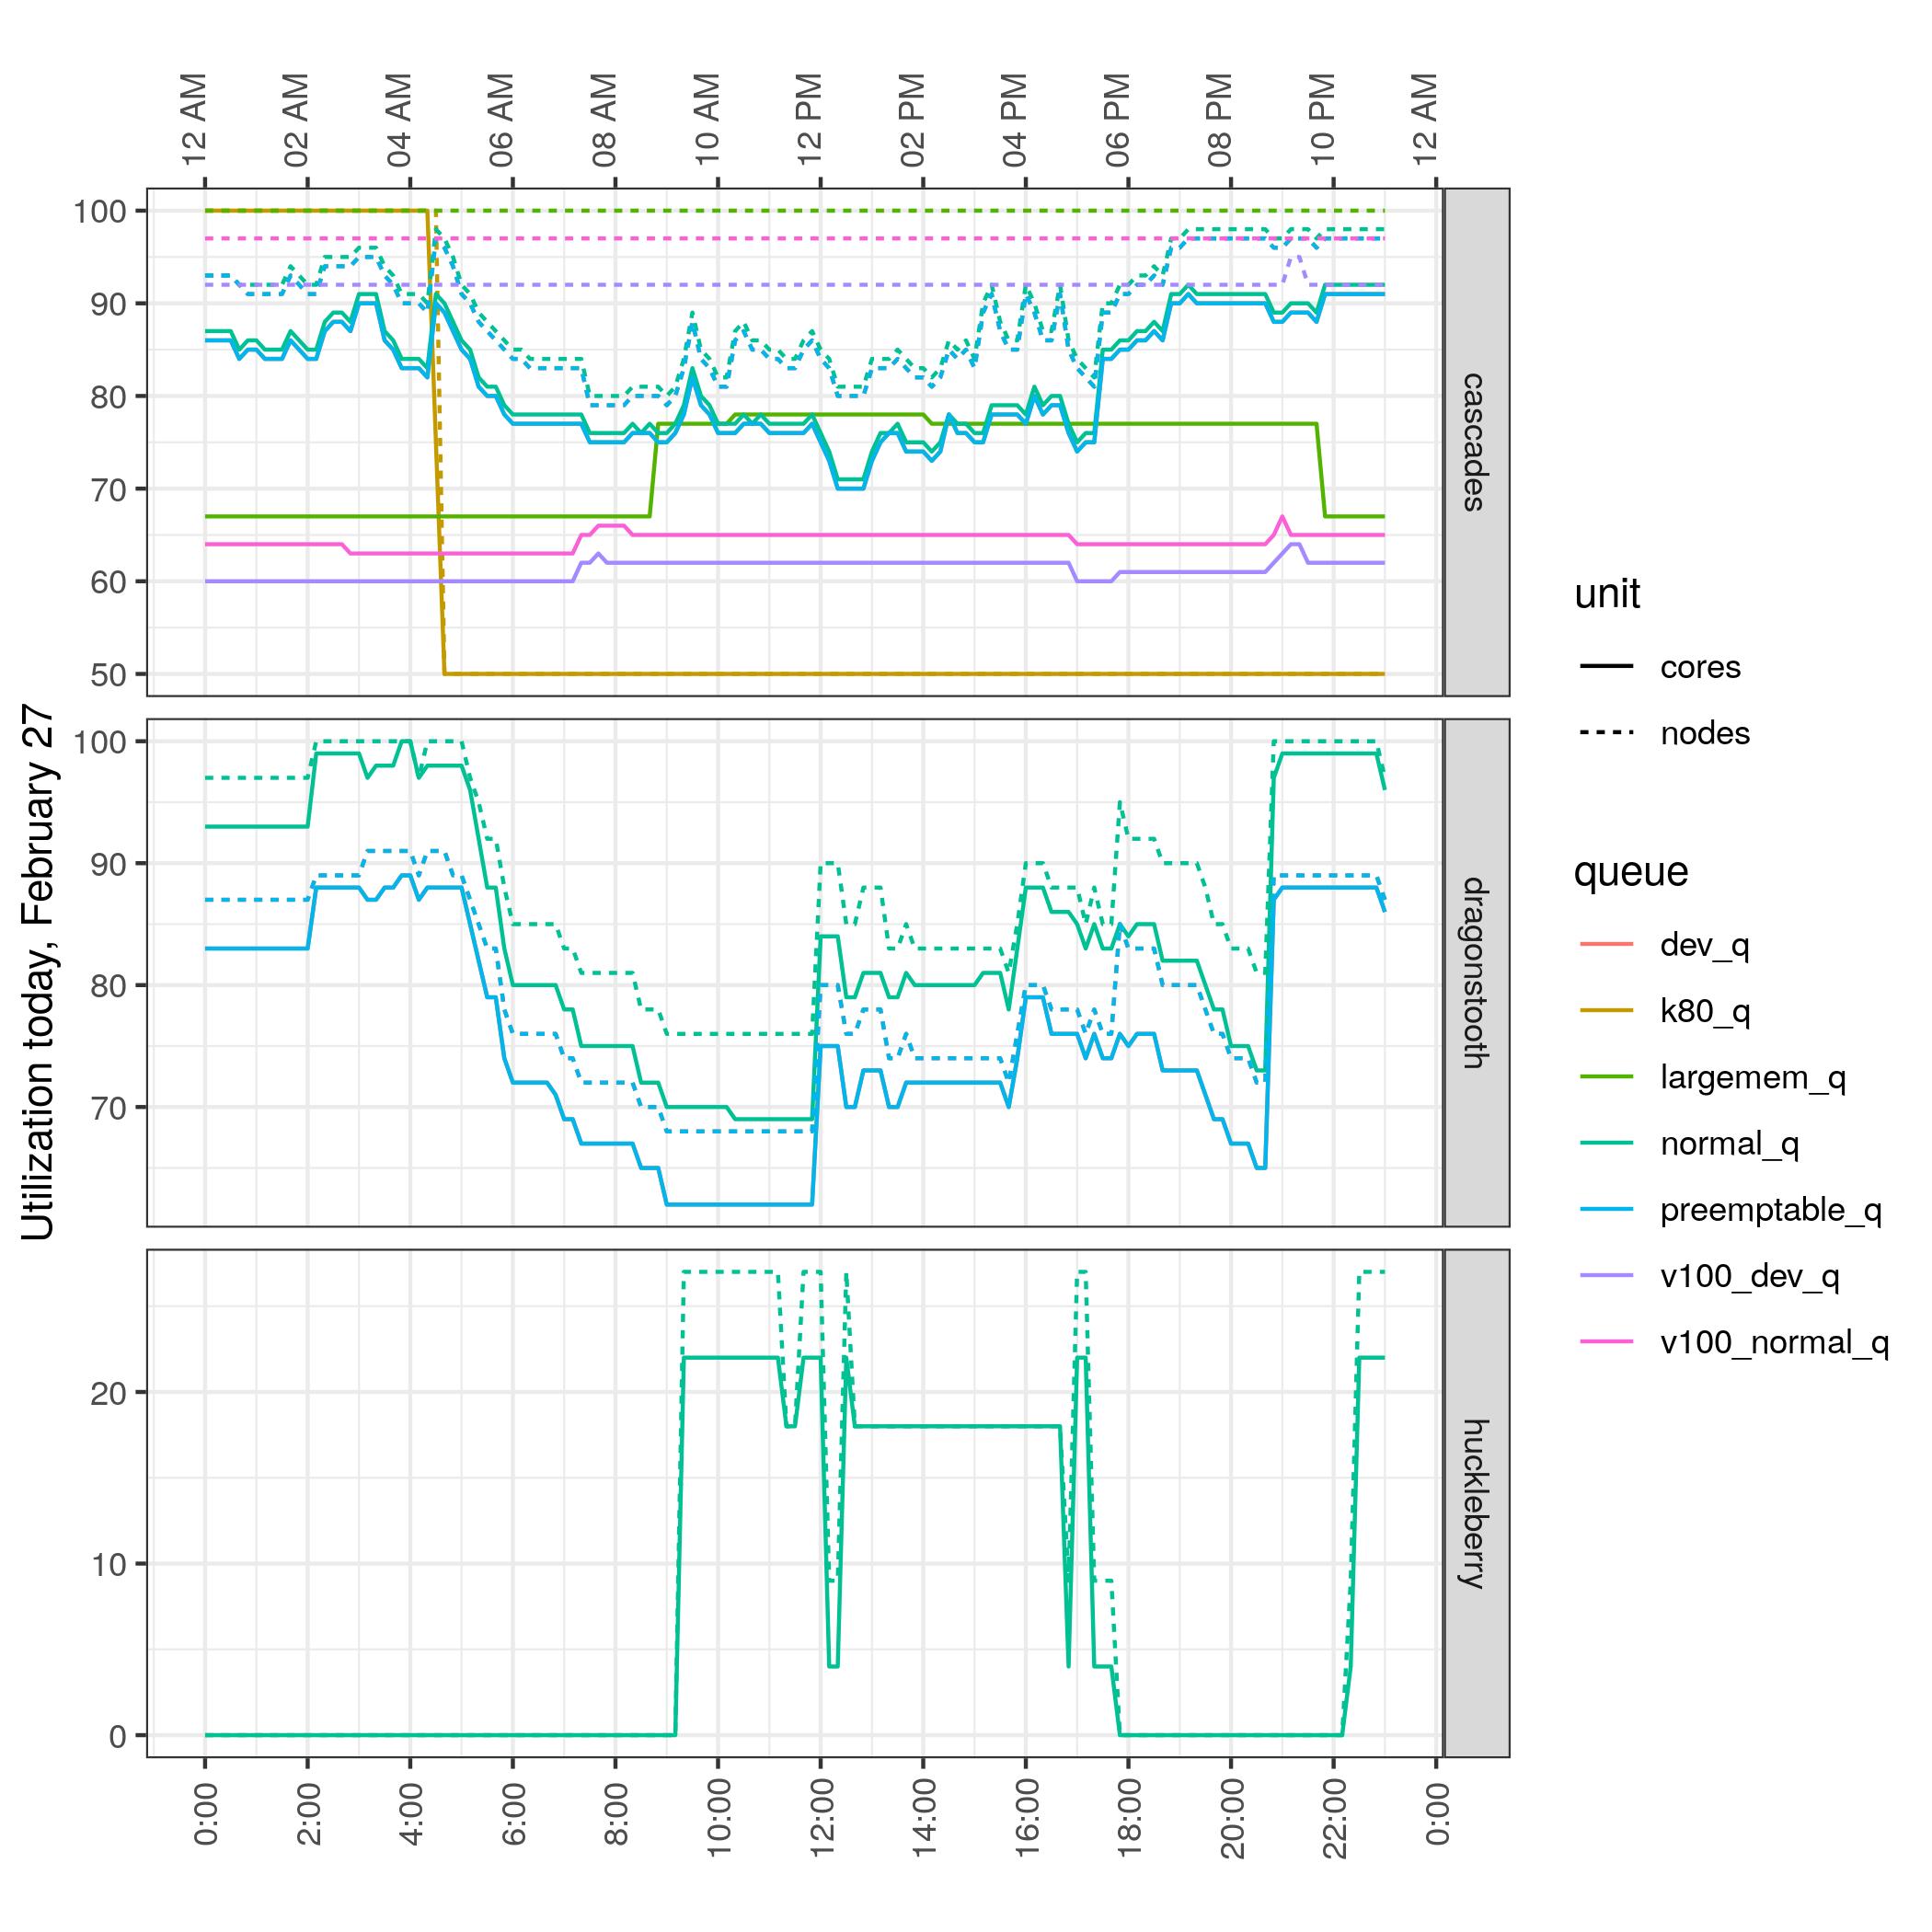 12 AM
02 AM
04 AM
06 AM
08 AM
10 AM
12 PM
02 PM
04 PM
06 PM
08 PM
10 PM
12 AM
Utilization today, February 27
100
90
80
70
60
50
cascades
100
90
80
70
dragonstooth
20
10
0
huckleberry
0:00
2:00
4:00
6:00
8:00
10:00
12:00
14:00
16:00
18:00
20:00
22:00
0:00
unit
cores
nodes
queue
dev_q
k80_q
largemem_q
normal_q
preemptable_q
v100_dev_q
v100_normal_q